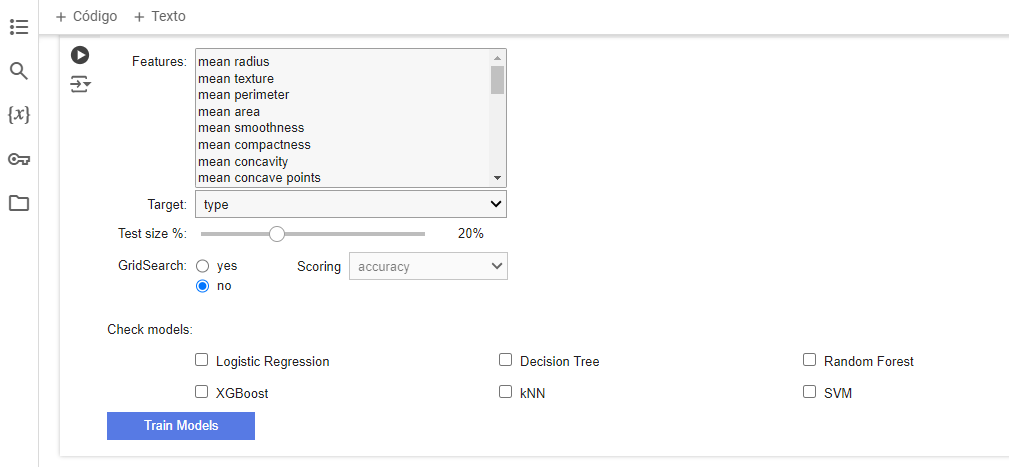 + Código + Texto
Features:
mean radius
mean texture
mean perimeter
mean area
mean smoothness
mean compactness
mean concavity
mean concave points
Target: type
Test size %: 20%
GridSearch: yes Scoring accuracy
no
Check models:
Logistic Regression Decision Tree Random Forest
XGBoost kNN SVM
Train Models
{x}